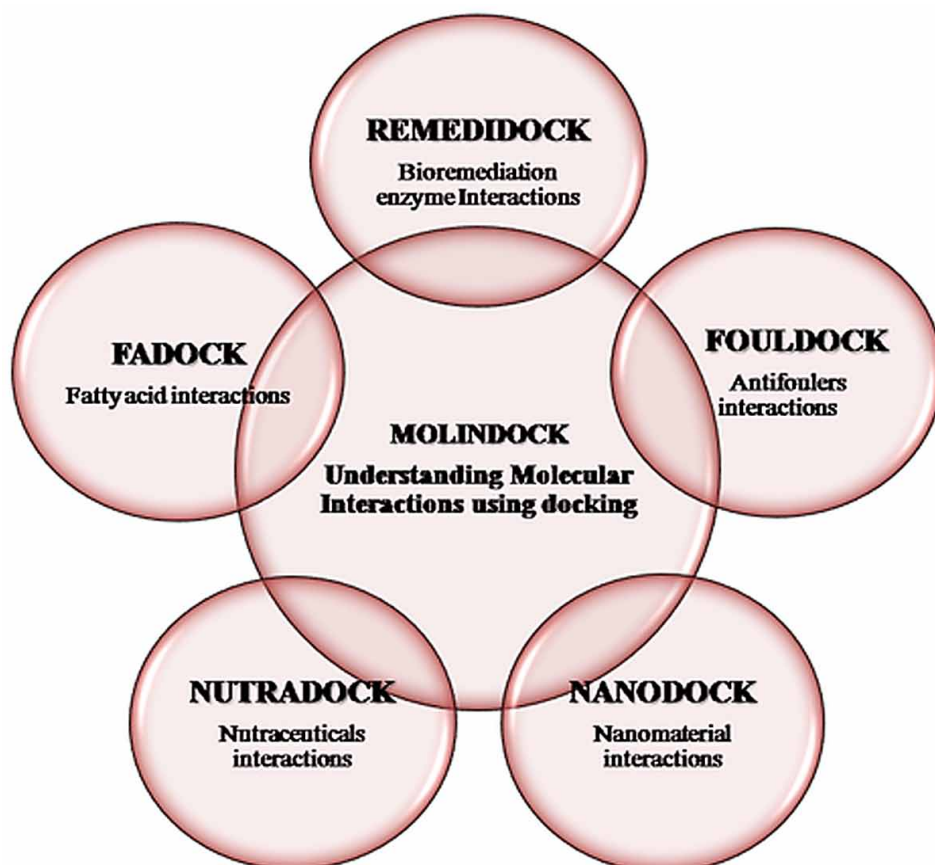 REMEDIDOCK
Bioremediation
enzyme Interactions
FADOCK
Fatty acid interactions
FOULDOCK
Antifoulers
interactions
MOLINDOCK
Understanding Molecular
Interactions using docking
NUTRADOCK
Nutraceuticals
interactions
NANODOCK
Nanomaterial
interactions